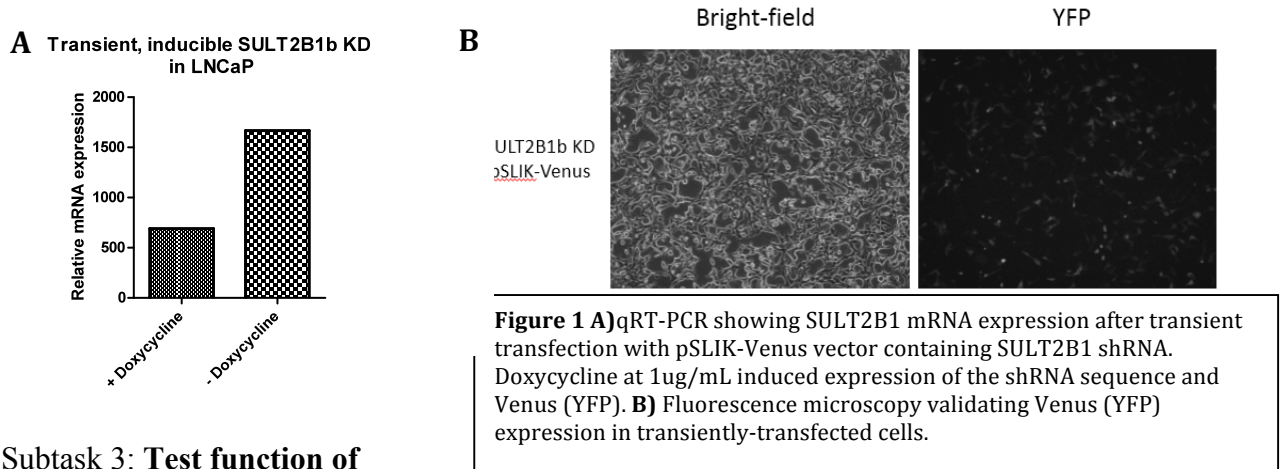 A
Transient, inducible SULT2B1b KD
in LNCaP
Relative mRNA expression
2000
1500
1000
500
0
+ Doxycycline
- Doxycycline
B
Bright-field
YFP
ULT2B1b KD
pSLIK-Venus
Figure 1 A)qRT-PCR showing SULT2B1 mRNA expression after transient
transfection with pSLIK-Venus vector containing SULT2B1 shRNA.
Doxycycline at 1ug/mL induced expression of the shRNA sequence and
Venus (YFP). B) Fluorescence microscopy validating Venus (YFP)
expression in transiently-transfected cells.
Subtask 3: Test function of